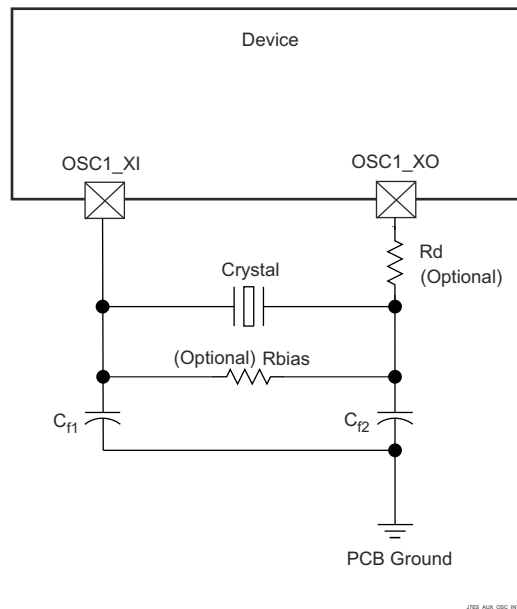 Device
OSC1_XI
OSC1_XO
Rd
(Optional)
Crystal
(Optional) Rbias
Cf1
Cf2
PCB Ground